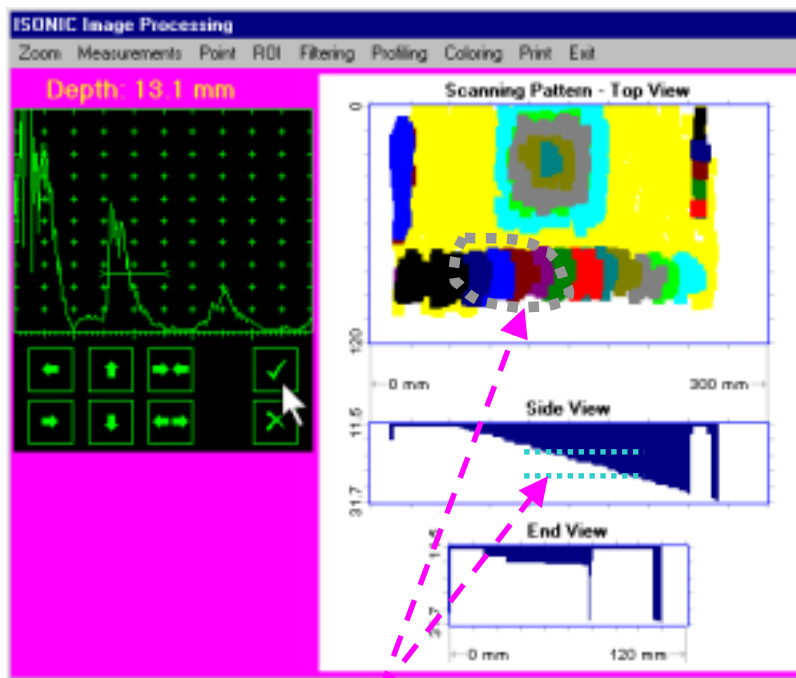 ISONIC Image Processing
Zoom Measurements Point ROI Filtering Profiling Coloring Print Exit
Depth: 13.1 mm
Scanning Pattern - Top View
0
120
0 mm 300 mm
Side View
11.5
31.7
End View
0 mm 120 mm